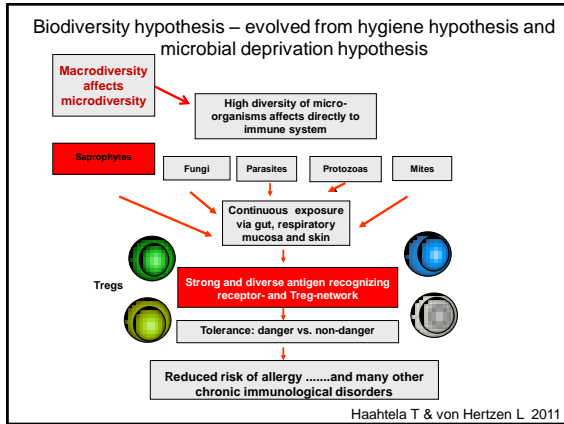 Biodiversity hypothesis – evolved from hygiene hypothesis and
microbial deprivation hypothesis
Macrodiversity
affects
microdiversity
High diversity of micro-
organisms affects directly to
immune system
Saprophytes
Fungi
Parasites
Protozoas
Mites
Continuous exposure
via gut, respiratory
mucosa and skin
Tregs
Strong and diverse antigen recognizing
receptor- and Treg-network
Tolerance: danger vs. non-danger
Reduced risk of allergy .......and many other
chronic immunological disorders
Haahtela T & von Hertzen L 2011